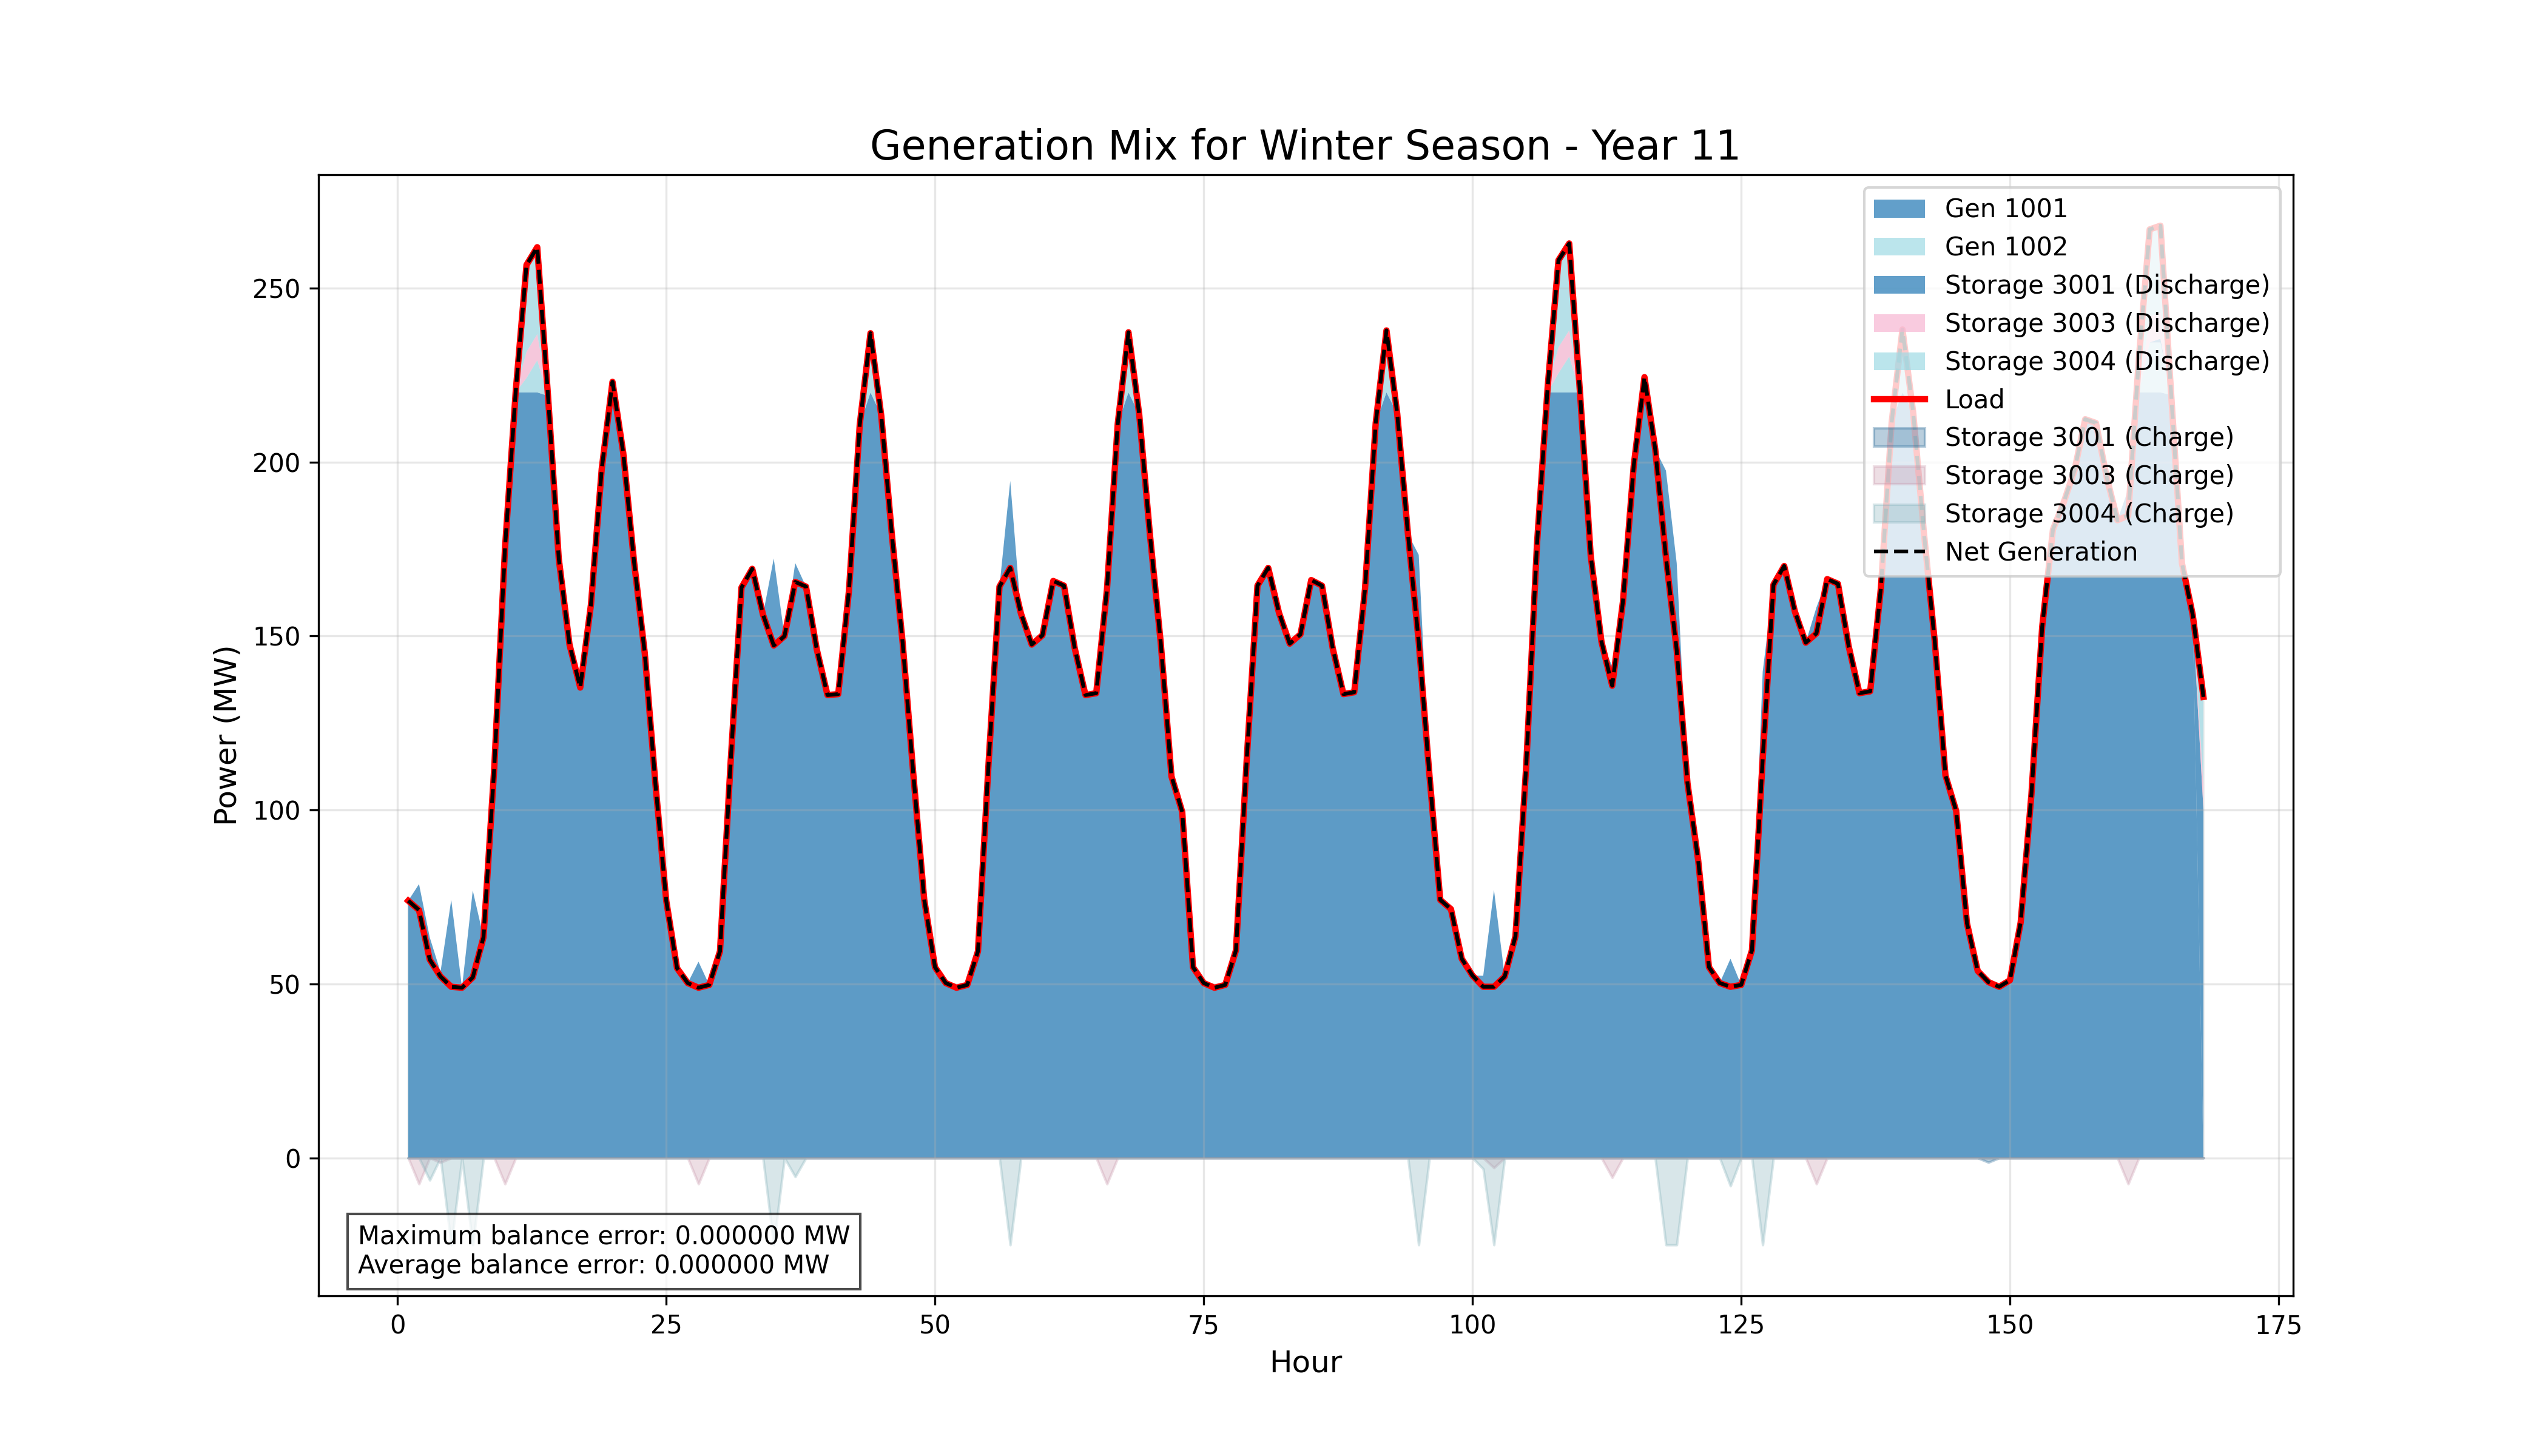 Generation Mix for Winter Season - Year 11
Power (MW)
250
200
150
100
50
0
Gen 1001
Gen 1002
Storage 3001 (Discharge)
Storage 3003 (Discharge)
Storage 3004 (Discharge)
Load
Storage 3001 (Charge)
Storage 3003 (Charge)
Storage 3004 (Charge)
Net Generation
Maximum balance error: 0.000000 MW
Average balance error: 0.000000 MW
0 25 50 75 100 125 150 175
Hour